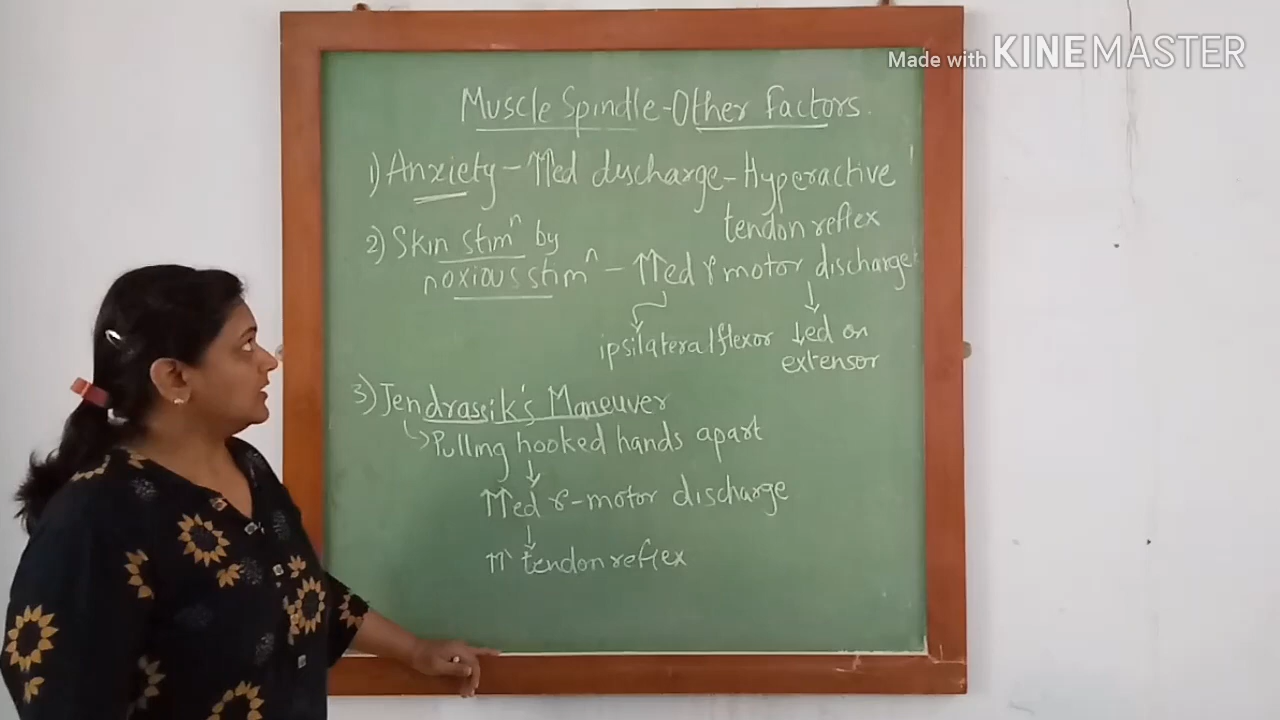 Made with KINEMASTER
Muscle Spindle-Other Factors.
1) Anxiety - ↑↑ed discharge - Hyperactive
tendon reflex
2) Skin stimⁿ by
noxious stimⁿ - ↑↑ed γ motor discharge
ipsilateral flexor ↓ed on
extensor
3) Jendrassik's Maneuver
↳ Pulling hooked hands apart
↓
↑↑ed γ-motor discharge
↓
↑↑ tendon reflex